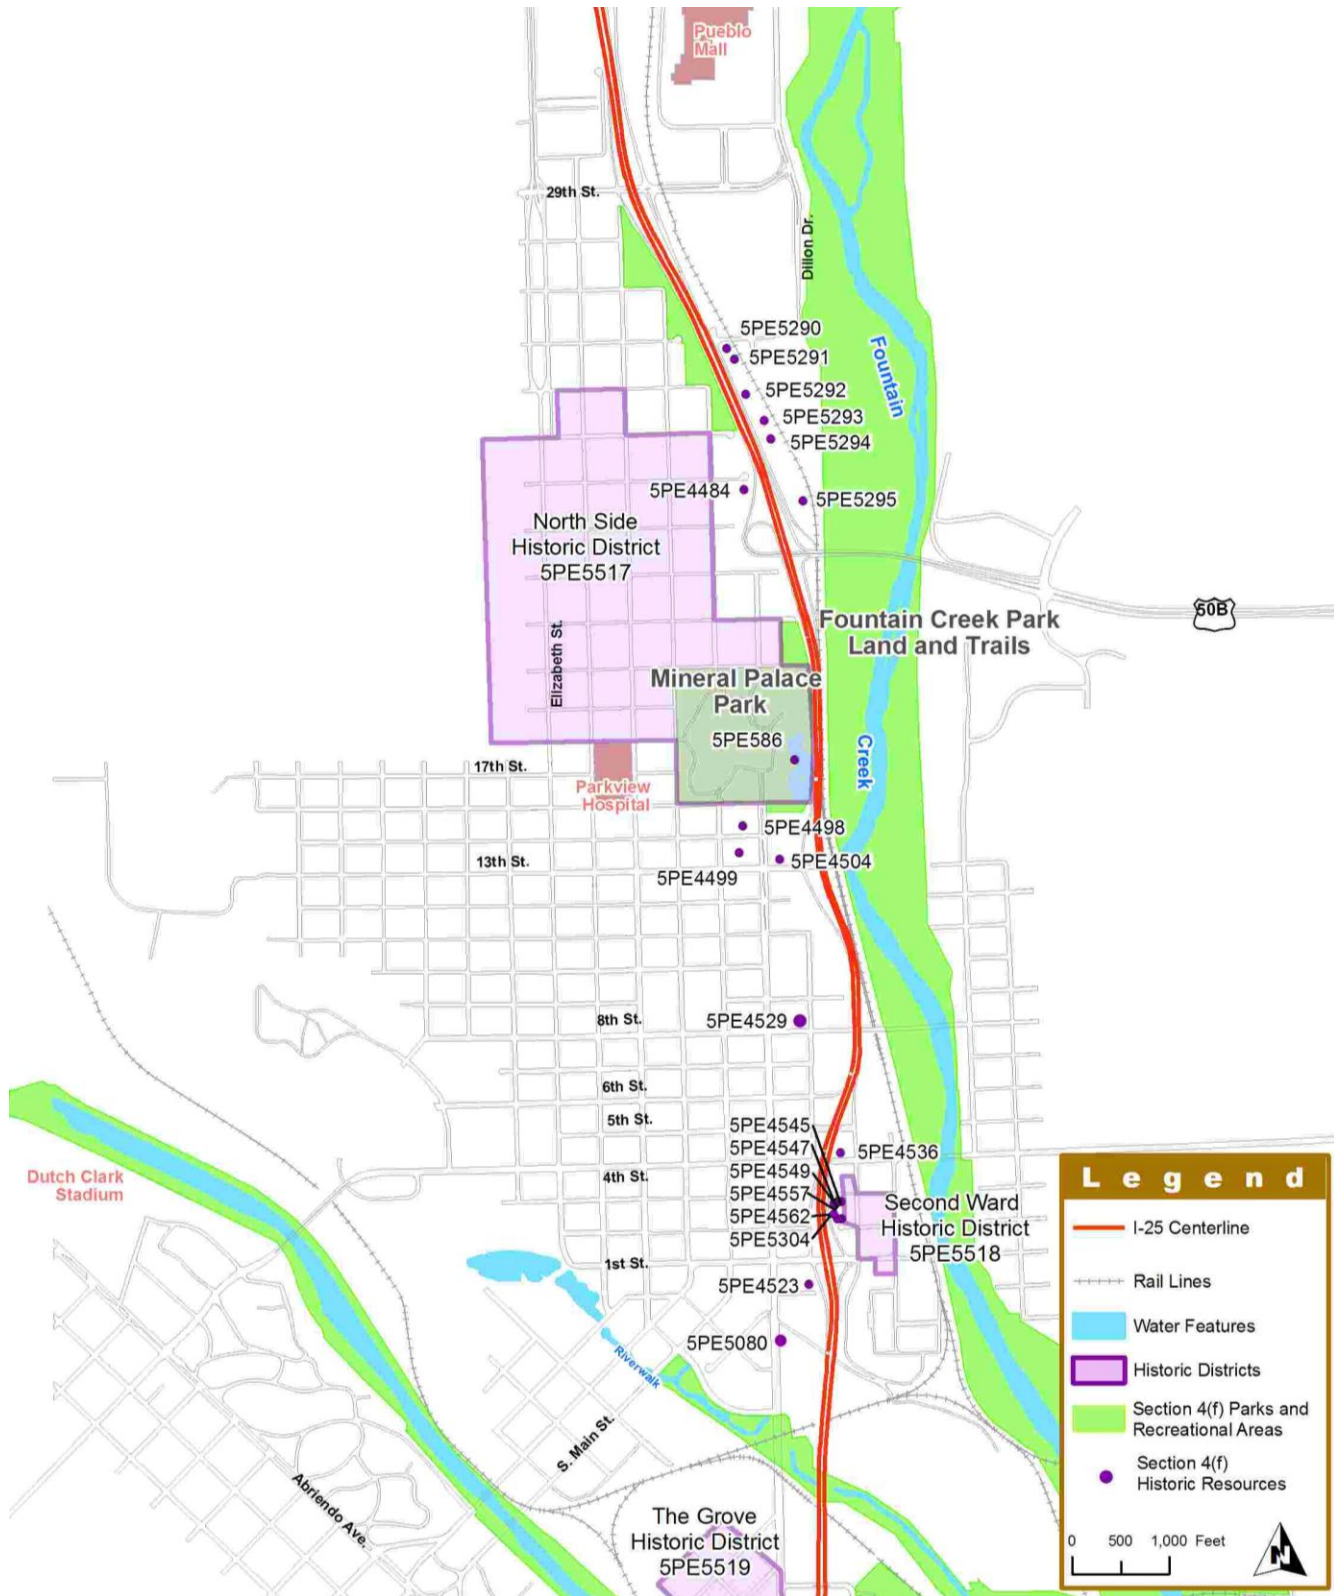 Pueblo
Mall
29th St.
Dillon Dr.
5PE5290
5PE5291
Fountain
5PE5292
5PE5293
5PE5294
5PE4484
5PE5295
North Side
Historic District
5PE5517
50B
Fountain Creek Park
Land and Trails
Elizabeth St.
Mineral Palace
Park
5PE586
Creek
17th St.
Parkview
Hospital
5PE4498
13th St.
5PE4504
5PE4499
8th St.
5PE4529
6th St.
5th St.
5PE4545
5PE4547
5PE4536
5PE4549
4th St.
5PE4557
5PE4562
5PE5304
Dutch Clark
Stadium
Second Ward
Historic District
5PE5518
1st St.
5PE4523
5PE5080
Riverwalk
S. Main St.
Abriendo Ave.
The Grove
Historic District
5PE5519
Legend
I-25 Centerline
Rail Lines
Water Features
Historic Districts
Section 4(f) Parks and
Recreational Areas
Section 4(f)
Historic Resources
0 500 1,000 Feet
N